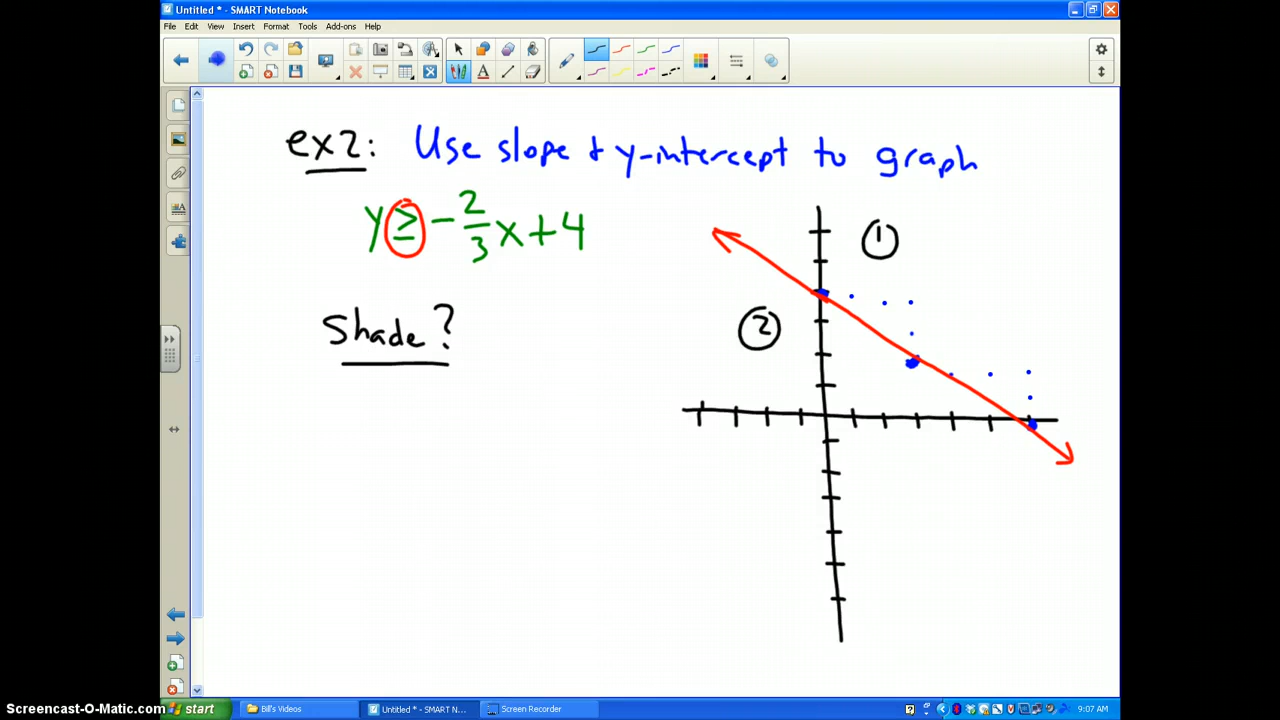 Untitled * - SMART Notebook
File Edit View Insert Format Tools Add-ons Help
ex2: Use slope + y-intercept to graph
y ≥ -2/3x+4
Shade?
1
2
Screencast-O-Matic.com
start
Bill's Videos
Untitled * - SMART N...
Screen Recorder
9:07 AM